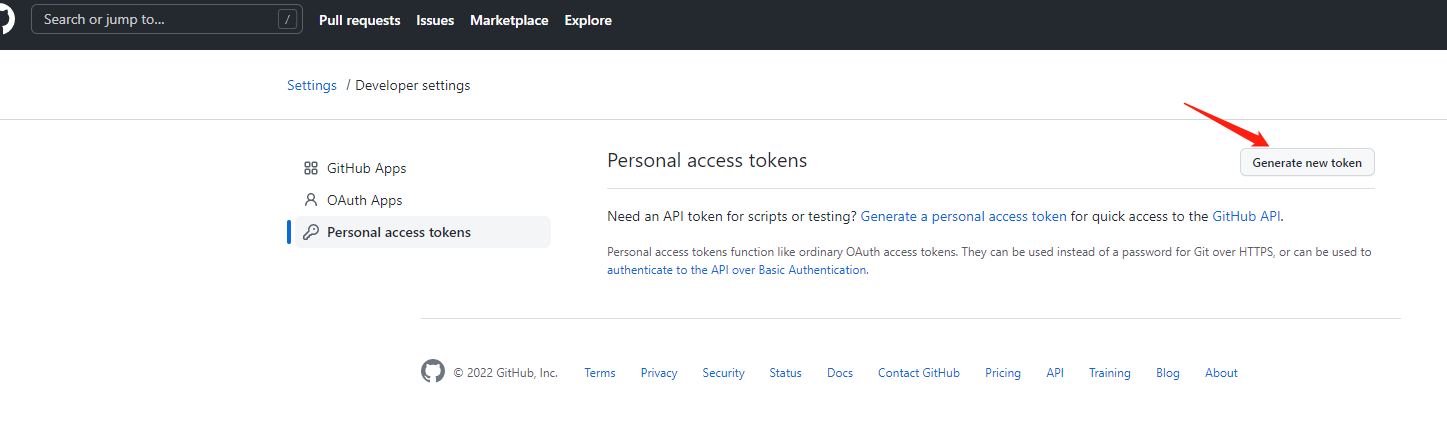 Search or jump to... /
Pull requests Issues Marketplace Explore
Settings / Developer settings
GitHub Apps
OAuth Apps
Personal access tokens
Personal access tokens
Generate new token
Need an API token for scripts or testing? Generate a personal access token for quick access to the GitHub API.
Personal access tokens function like ordinary OAuth access tokens. They can be used instead of a password for Git over HTTPS, or can be used to
authenticate to the API over Basic Authentication.
© 2022 GitHub, Inc. Terms Privacy Security Status Docs Contact GitHub Pricing API Training Blog About